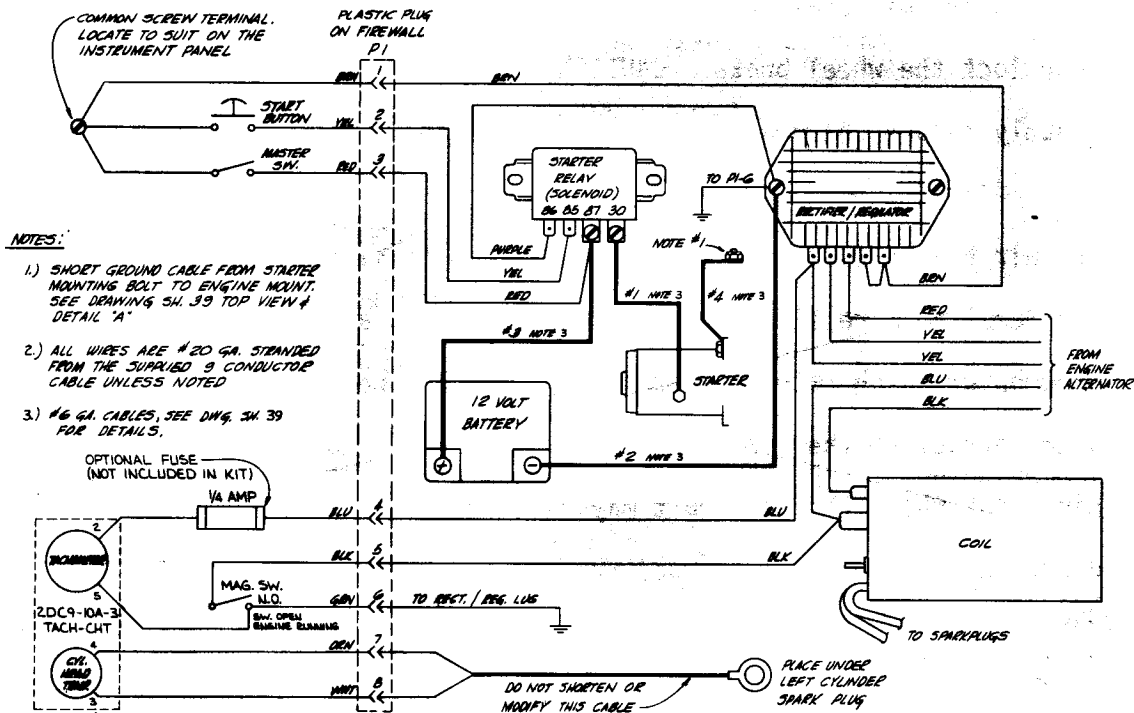 COMMON SCREW TERMINAL.
LOCATE TO SUIT ON THE
INSTRUMENT PANEL
PLASTIC PLUG
ON FIREWALL
P1
BRN 1
BRN
START
BUTTON
YEL 2
MASTER
SW.
RED 3
STARTER
RELAY
(SOLENOID)
86 85 87 30
TO P1-6
RECTIFIER/REGULATOR
NOTES:
1.) SHORT GROUND CABLE FROM STARTER
MOUNTING BOLT TO ENGINE MOUNT.
SEE DRAWING SH. 39 TOP VIEW &
DETAIL "A"
2.) ALL WIRES ARE #20 GA. STRANDED
FROM THE SUPPLIED 9 CONDUCTOR
CABLE UNLESS NOTED
3.) #6 GA. CABLES, SEE DWG. SH. 39
FOR DETAILS.
PURPLE
YEL
RED
NOTE #1
#1 NOTE 3
#4 NOTE 3
#3 NOTE 3
BRN
RED
YEL
YEL
BLU
BLK
FROM
ENGINE
ALTERNATOR
STARTER
12 VOLT
BATTERY
+
−
#2 NOTE 3
OPTIONAL FUSE
(NOT INCLUDED IN KIT)
1/4 AMP
BLU 4
BLU
2
TACHOMETER
5
BLK 5
BLK
COIL
MAG. SW.
N.O.
SW. OPEN
ENGINE RUNNING
GRN 6
TO RECT. / REG. LUG
2DC9-10A-3
TACH-CHT
TO SPARKPLUGS
4
CYL.
HEAD
TEMP
3
ORN 7
WHT 8
DO NOT SHORTEN OR
MODIFY THIS CABLE
PLACE UNDER
LEFT CYLINDER
SPARK PLUG